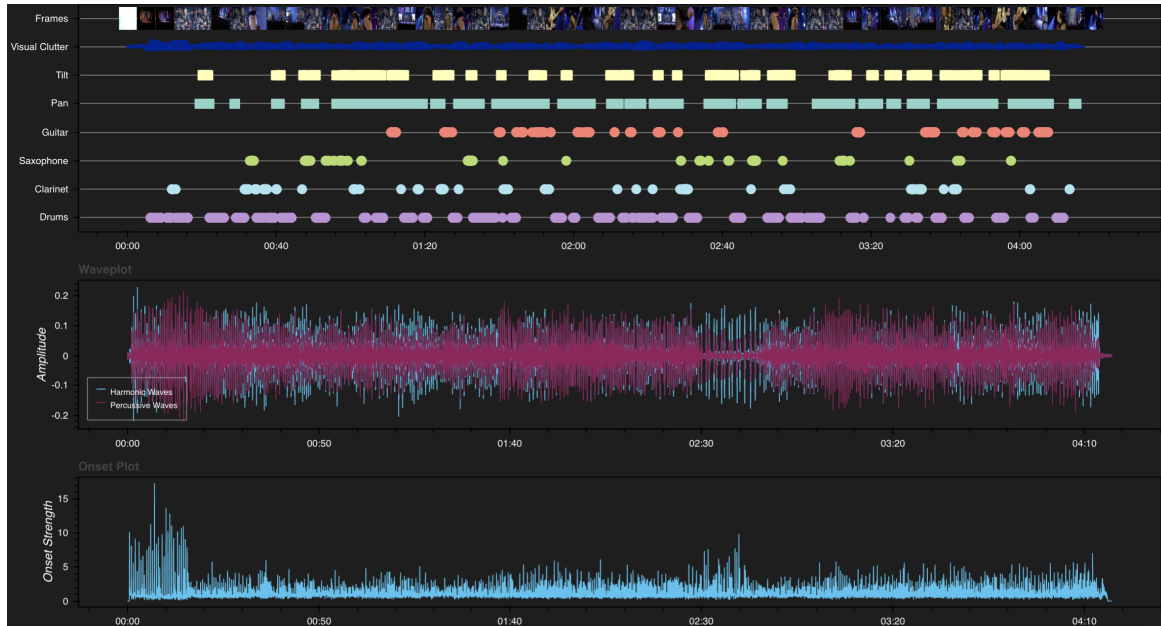 Frames
Visual Clutter
Tilt
Pan
Guitar
Saxophone
Clarinet
Drums
00:00 00:40 01:20 02:00 02:40 03:20 04:00
Waveplot
0.2
0.1
0
-0.1
-0.2
Amplitude
Harmonic Waves
Percussive Waves
00:00 00:50 01:40 02:30 03:20 04:10
Onset Plot
15
10
5
0
Onset Strength
00:00 00:50 01:40 02:30 03:20 04:10